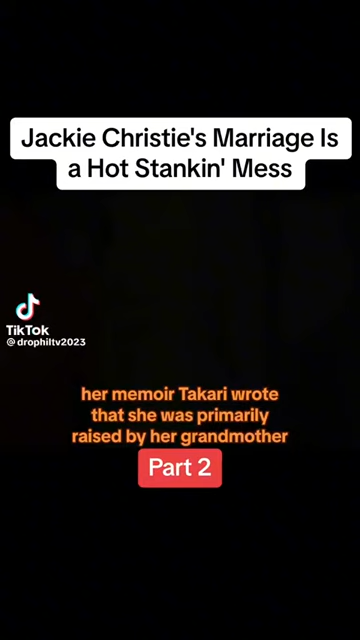 Jackie Christie's Marriage Is
a Hot Stankin' Mess
TikTok
@drophiltv2023
her memoir Takari wrote
that she was primarily
raised by her grandmother
Part 2